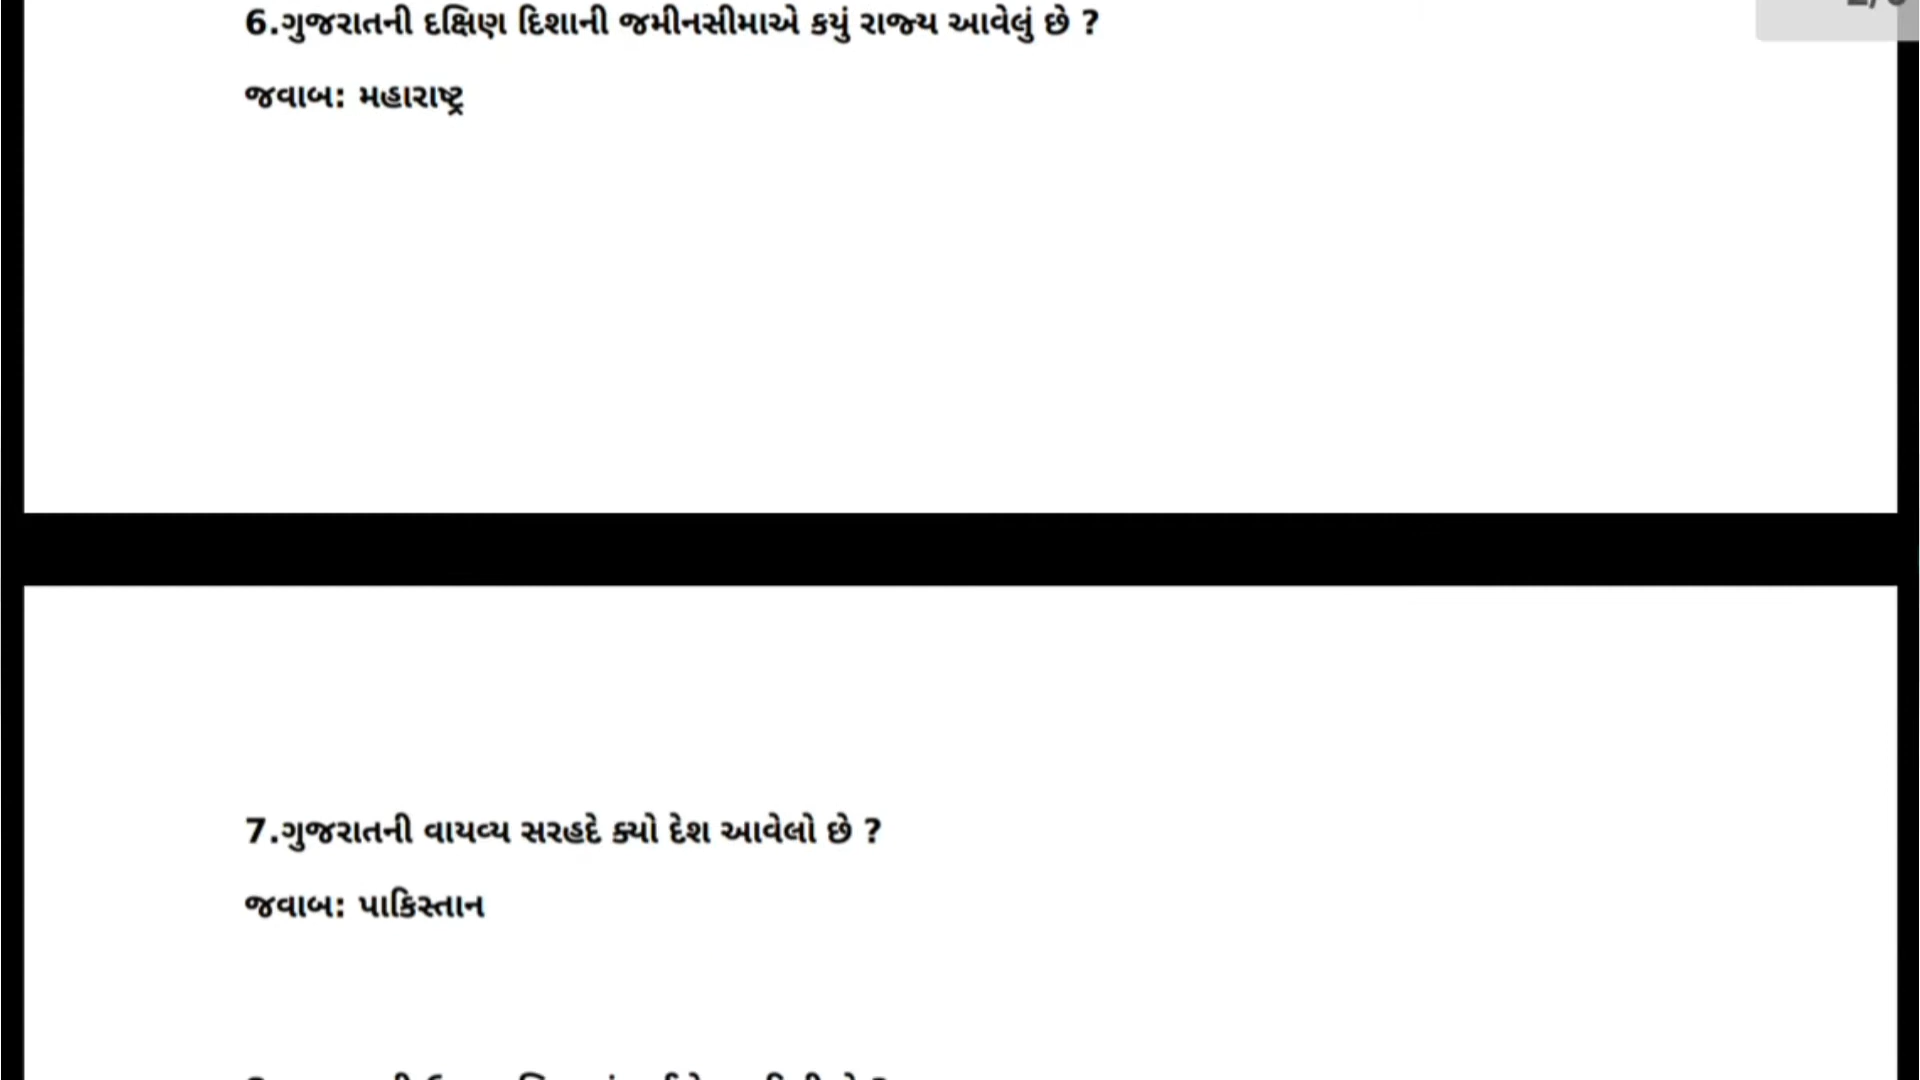 6.ગુજરાતની દક્ષિણ દિશાની જમીનસીમાએ કયું રાજ્ય આવેલું છે ?
જવાબ: મહારાષ્ટ્ર
7.ગુજરાતની વાયવ્ય સરહદે ક્યો દેશ આવેલો છે ?
જવાબ: પાકિસ્તાન